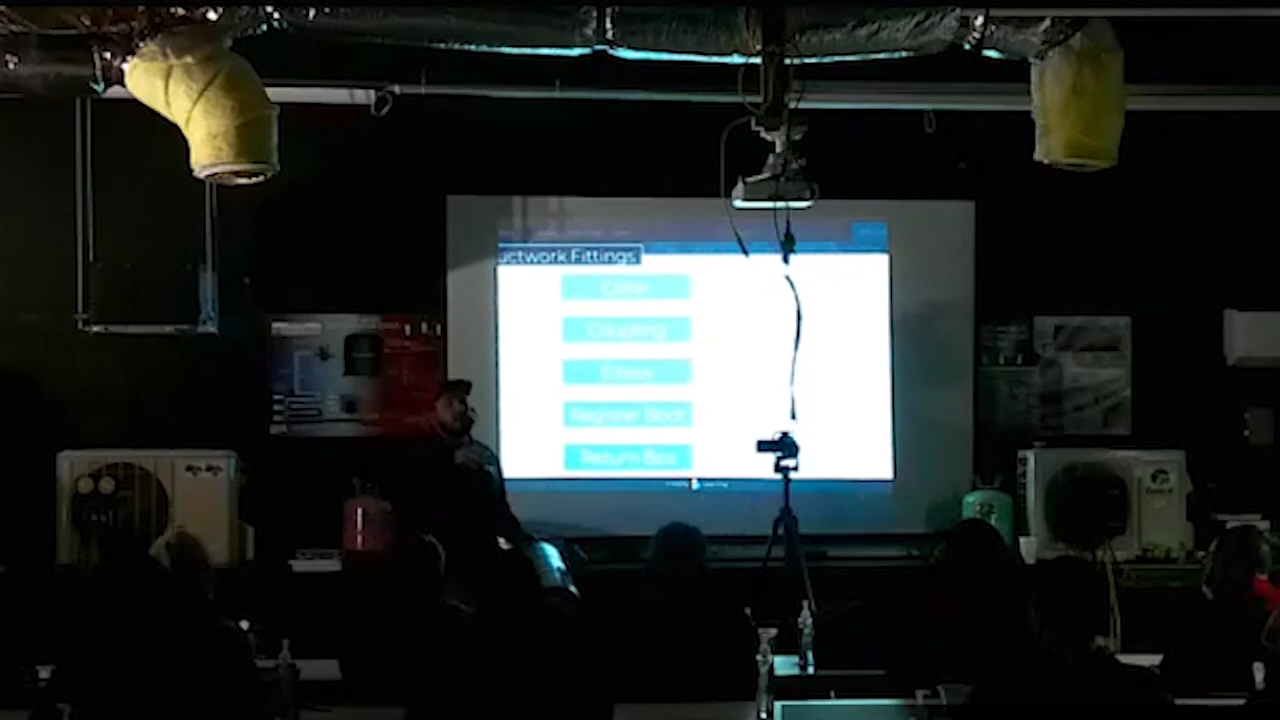 uctwork Fittings
Collar
Coupling
Elbow
Register Boot
Return Box